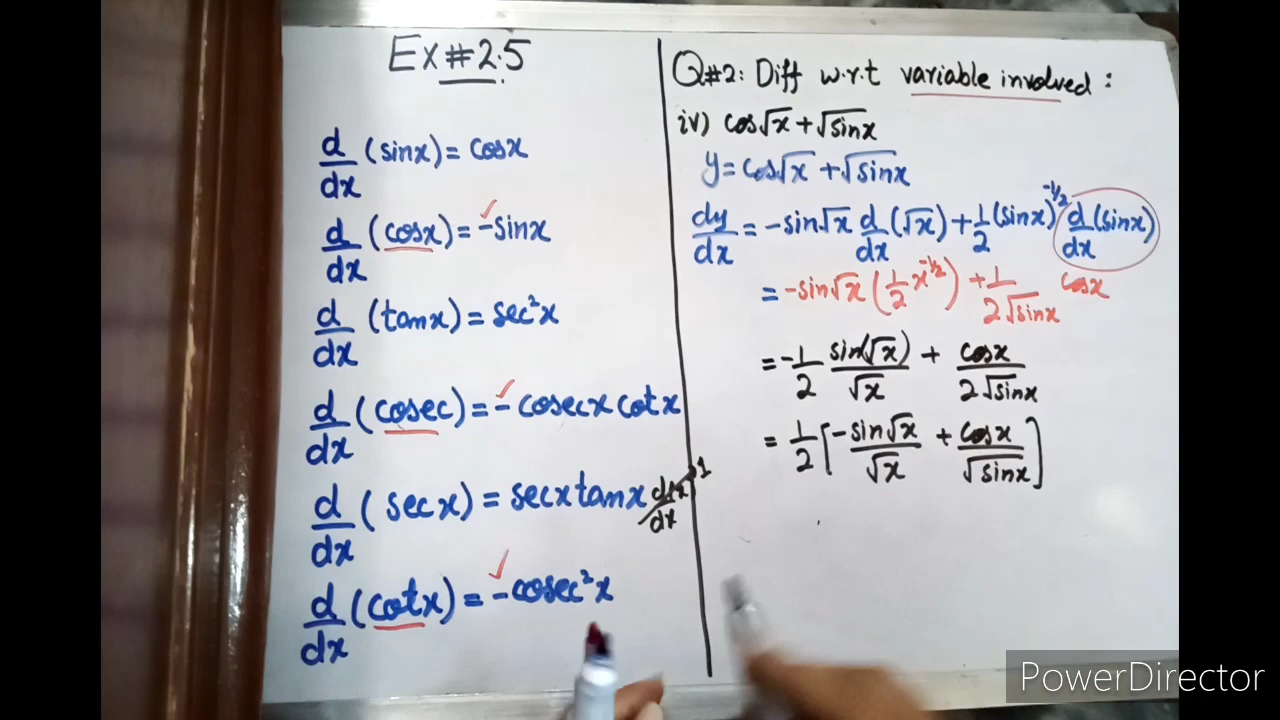 Ex#2.5
d/dx (sinx) = cosx
d/dx (cosx) = -sinx
d/dx (tanx) = sec²x
d/dx (cosec) = -cosecx cotx
d/dx (secx) = secx tanx dx/dx 1
d/dx (cotx) = -cosec²x
Q#2: Diff w.r.t variable involved :
iv) cos√x + √sinx
y = cos√x + √sinx
dy/dx = -sin√x d/dx (√x) + 1/2 (sinx)^-1/2 d/dx (sinx)
= -sin√x (1/2 x^-1/2) + 1/2√sinx cosx
= -1/2 sin(√x)/√x + cosx/2√sinx
= 1/2 [-sin√x/√x + cosx/√sinx]
PowerDirector